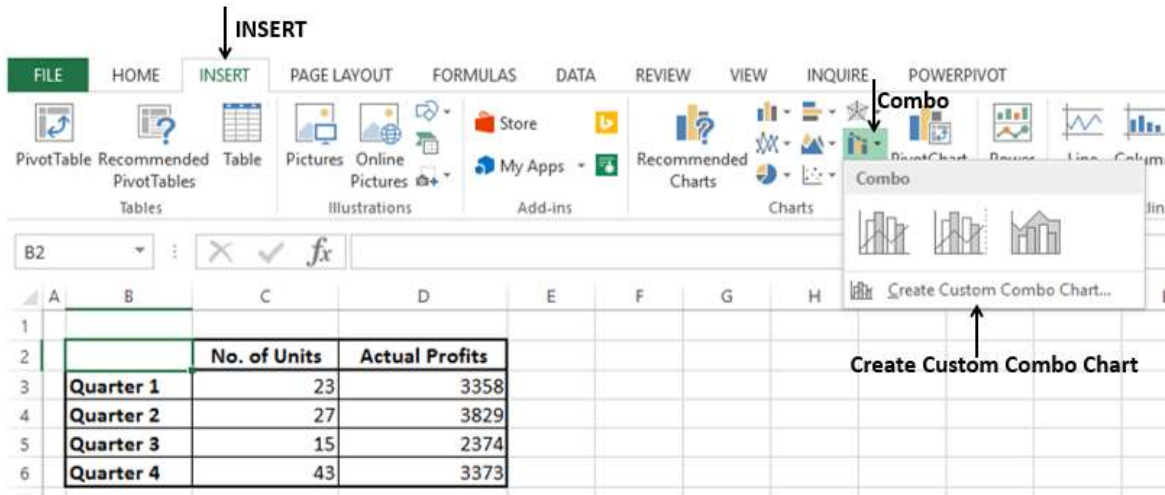 INSERT
FILE HOME INSERT PAGE LAYOUT FORMULAS DATA REVIEW VIEW INQUIRE POWERPIVOT
Combo
Store
My Apps
PivotTable Recommended PivotTables Table Pictures Online Pictures Recommended Charts PivotChart Power Line
Tables Illustrations Add-ins Charts
Combo
B2 fx
Create Custom Combo Chart...
A B C D E F G H
1
2 No. of Units Actual Profits
Create Custom Combo Chart
3 Quarter 1 23 3358
4 Quarter 2 27 3829
5 Quarter 3 15 2374
6 Quarter 4 43 3373